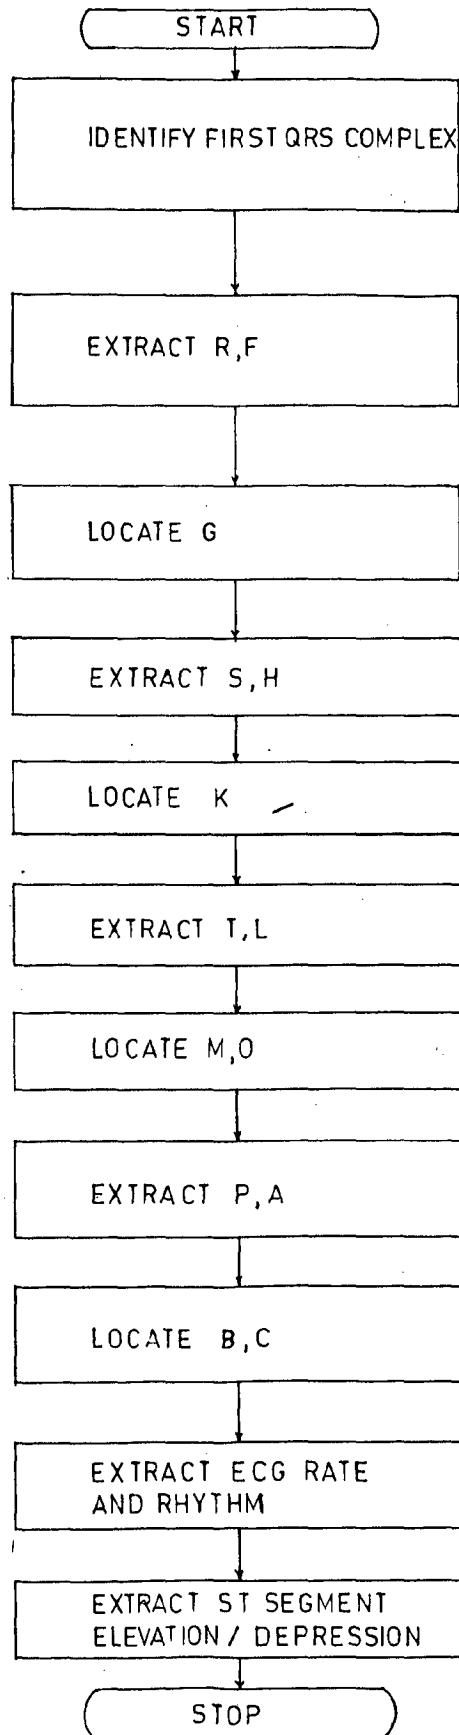 START
IDENTIFY FIRST QRS COMPLEX
EXTRACT R,F
LOCATE G
EXTRACT S,H
LOCATE K
EXTRACT T,L
LOCATE M,O
EXTRACT P,A
LOCATE B,C
EXTRACT ECG RATE
AND RHYTHM
EXTRACT ST SEGMENT
ELEVATION / DEPRESSION
STOP